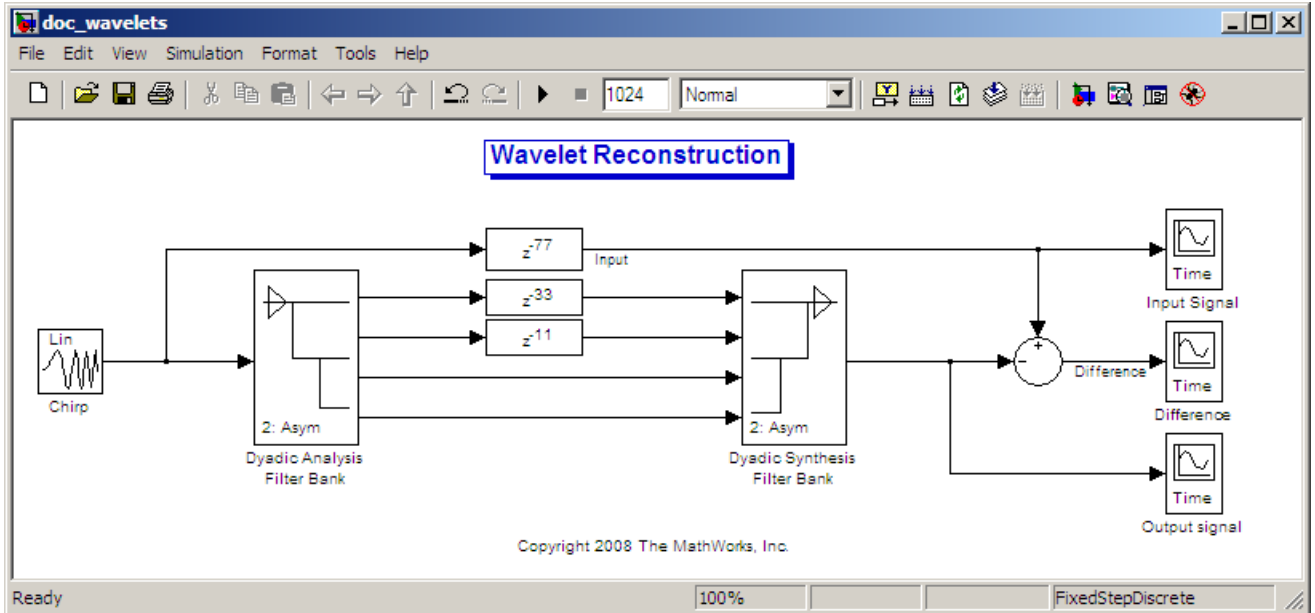 doc_wavelets
File Edit View Simulation Format Tools Help
1024 Normal
Wavelet Reconstruction
z-77
Input
z-33
z-11
Lin
Chirp
2: Asym
Dyadic Analysis
Filter Bank
2: Asym
Dyadic Synthesis
Filter Bank
+
-
Difference
Time
Input Signal
Time
Difference
Time
Output signal
Copyright 2008 The MathWorks, Inc.
Ready 100% FixedStepDiscrete